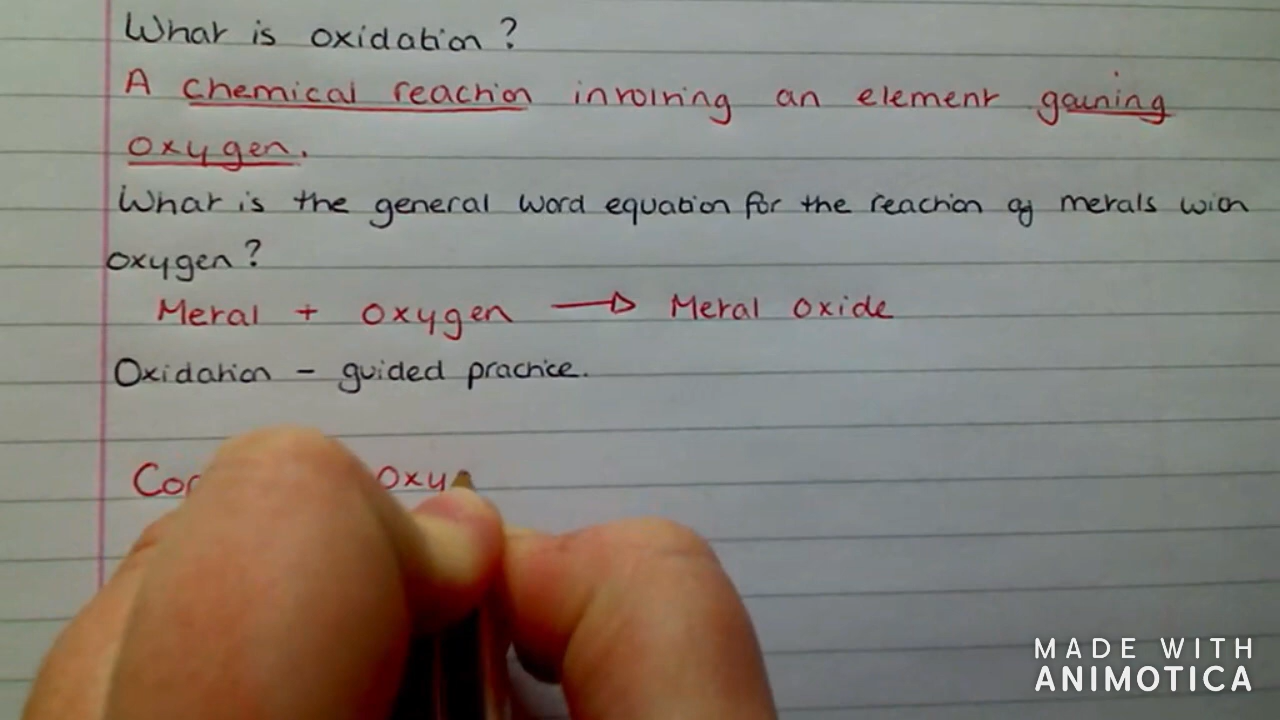 What is oxidation?
A chemical reaction involving an element gaining
oxygen.
What is the general word equation for the reaction of metals with
oxygen?
Metal + oxygen → Metal oxide
Oxidation - guided practice.
MADE WITH
ANIMOTICA